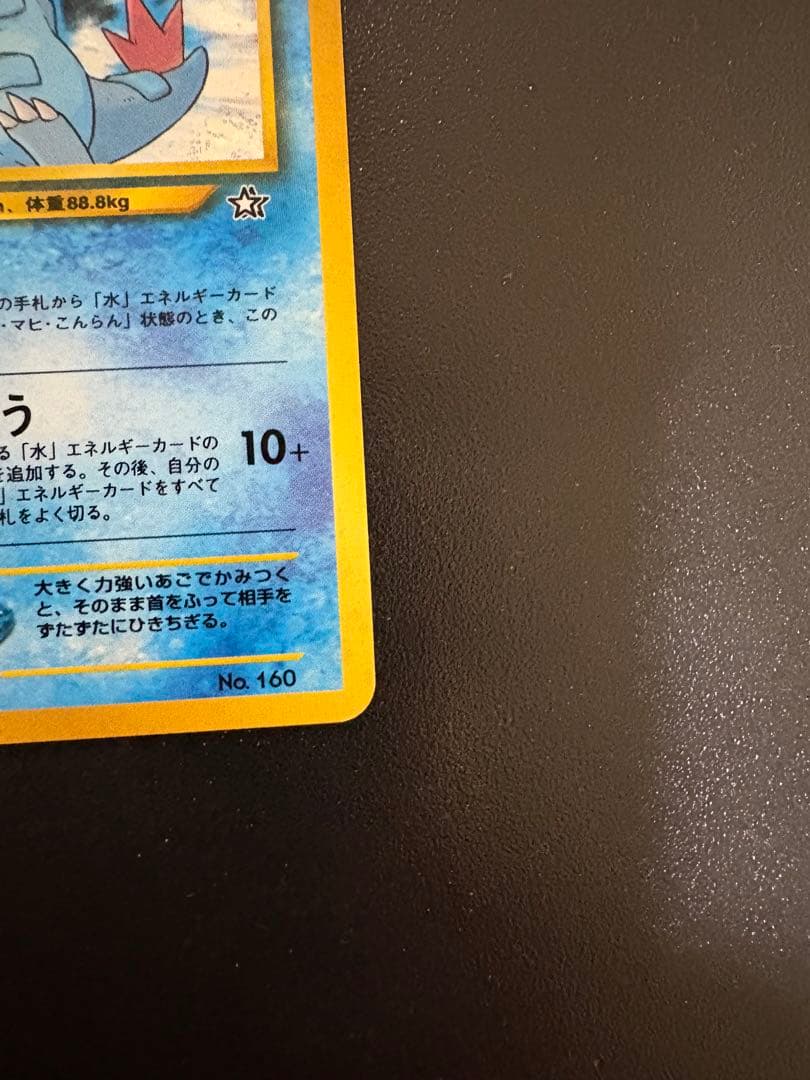 、体重88.8kg
の手札から「水」エネルギーカード
・マヒ・こんらん」状態のとき、この
う
る「水」エネルギーカードの
を追加する。その後、自分の
」エネルギーカードをすべて
札をよく切る。
10+
大きく力強いあごでかみつく
と、そのまま首をふって相手を
ずたずたにひきちぎる。
No. 160